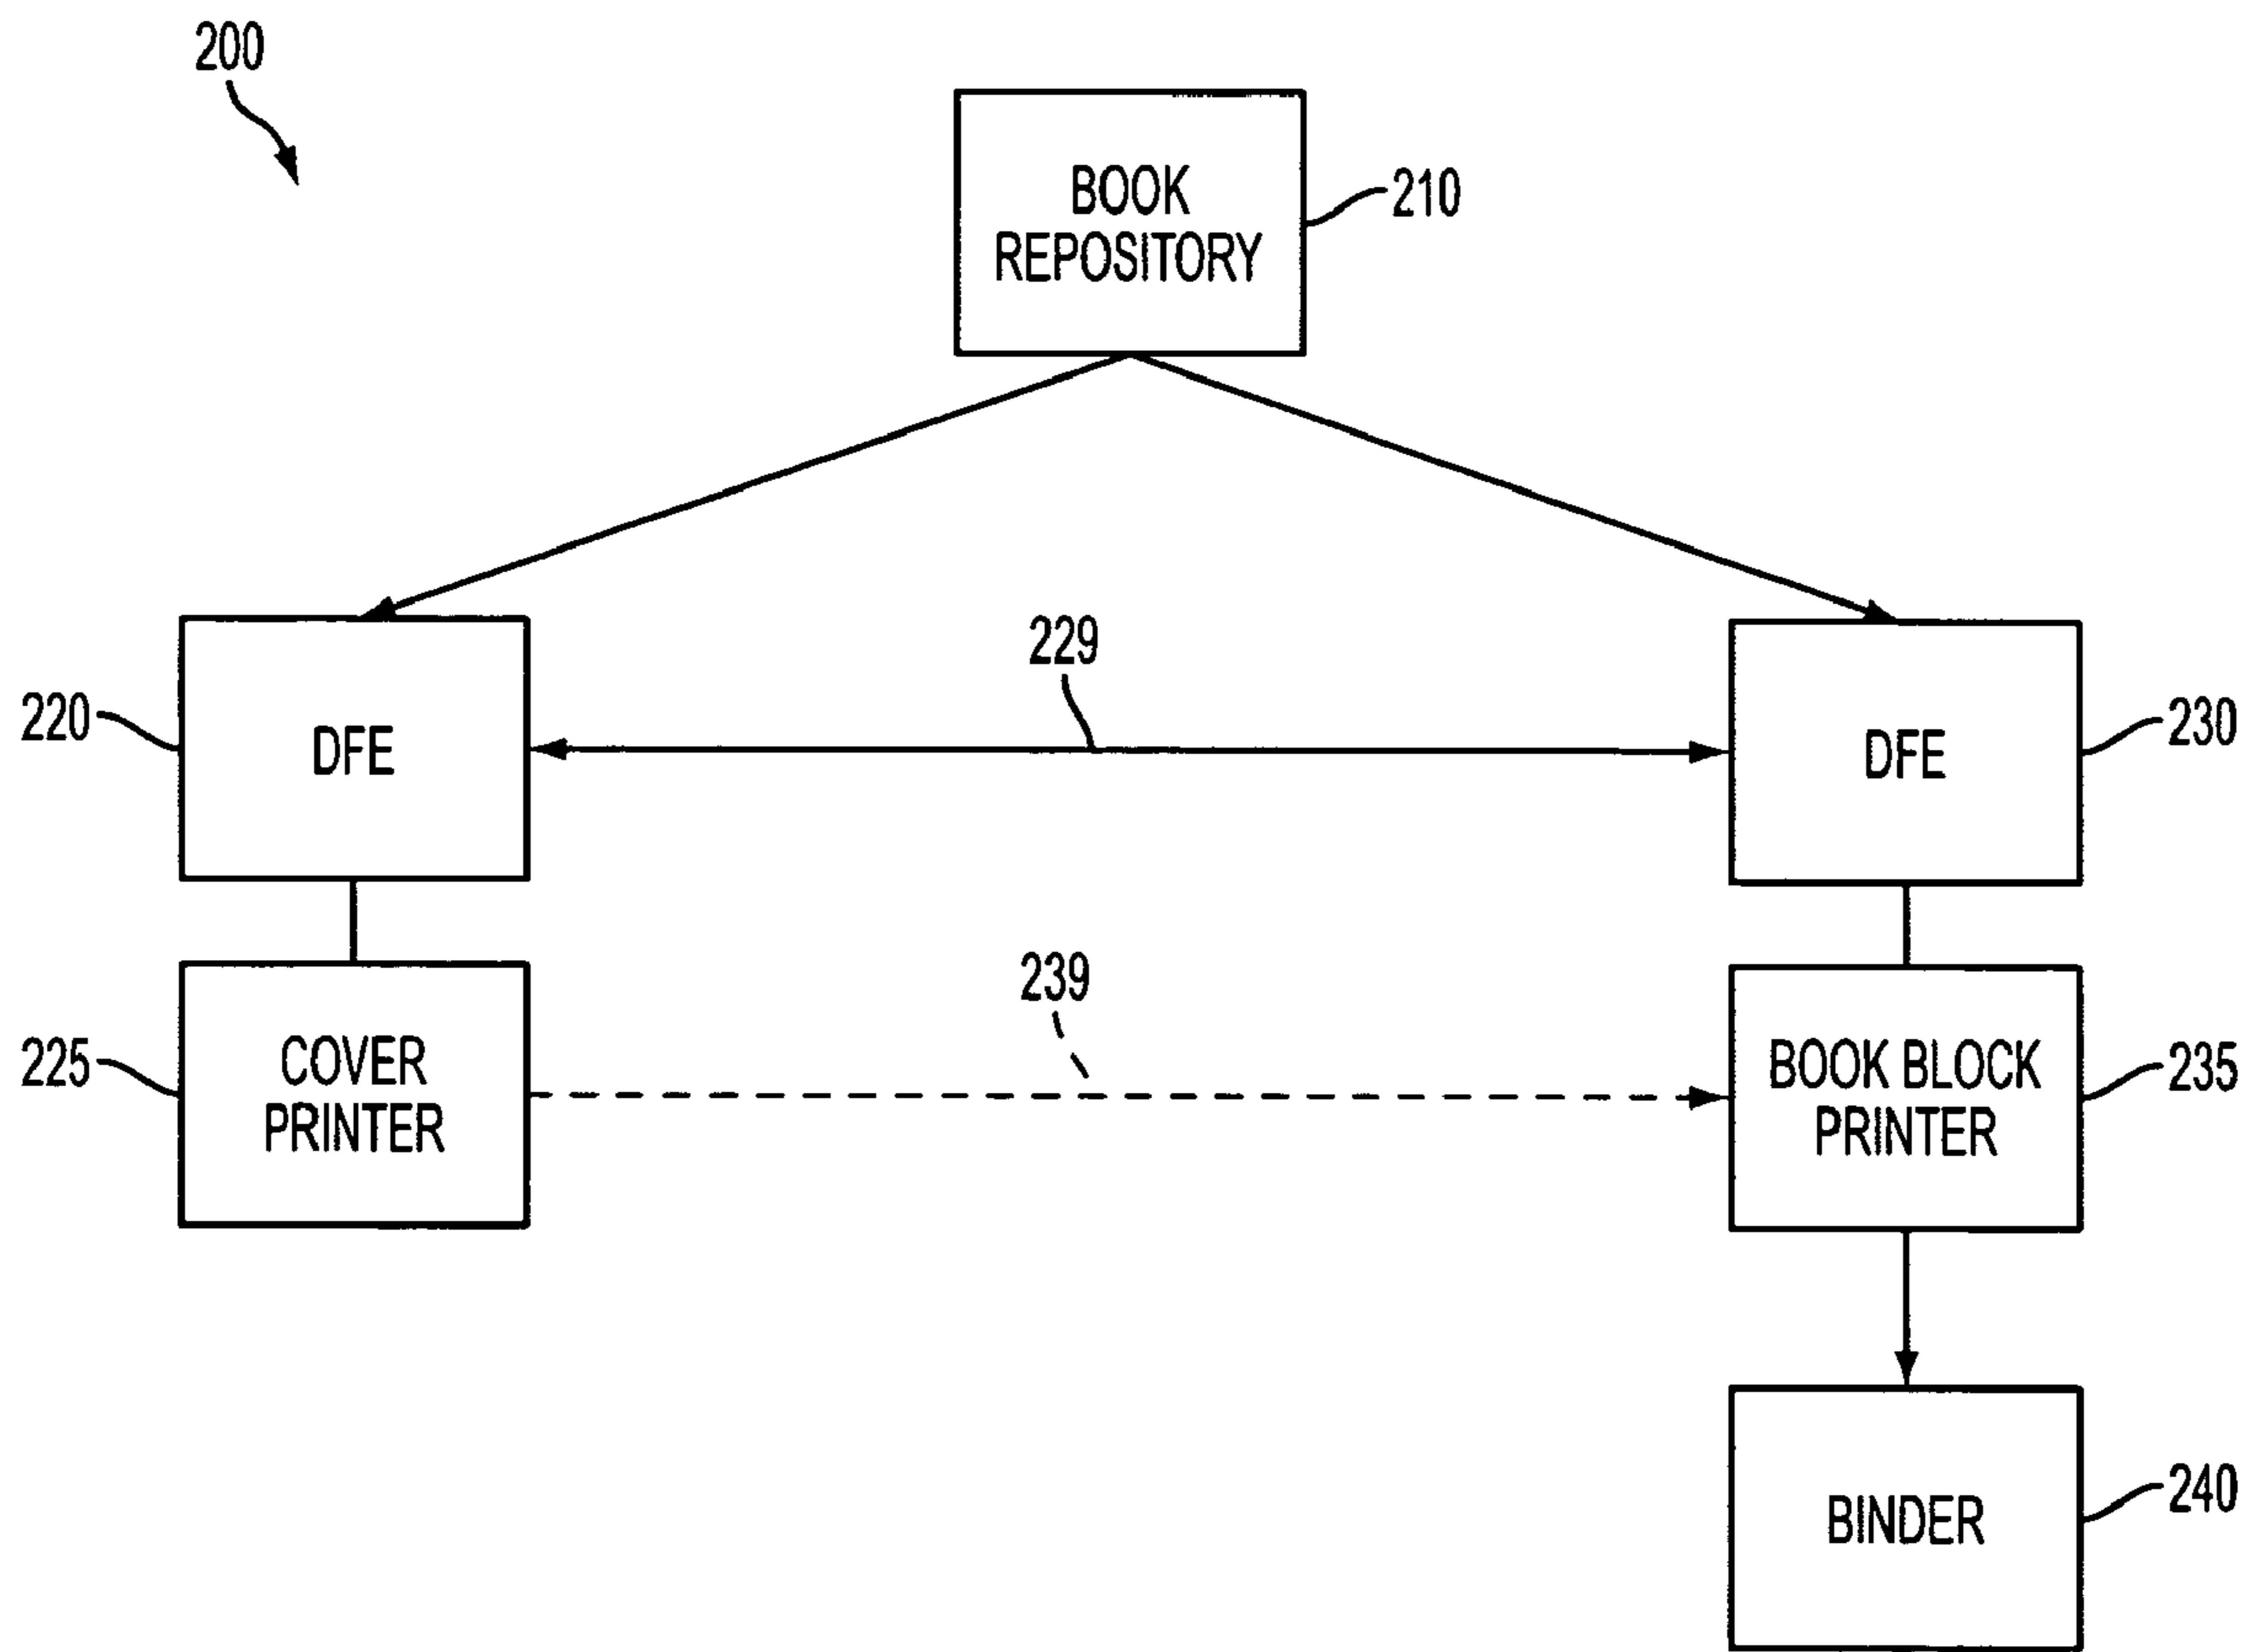 200
BOOK
REPOSITORY
210
229
220
DFE
230
DFE
239
225
COVER
PRINTER
BOOK BLOCK
PRINTER
235
BINDER
240